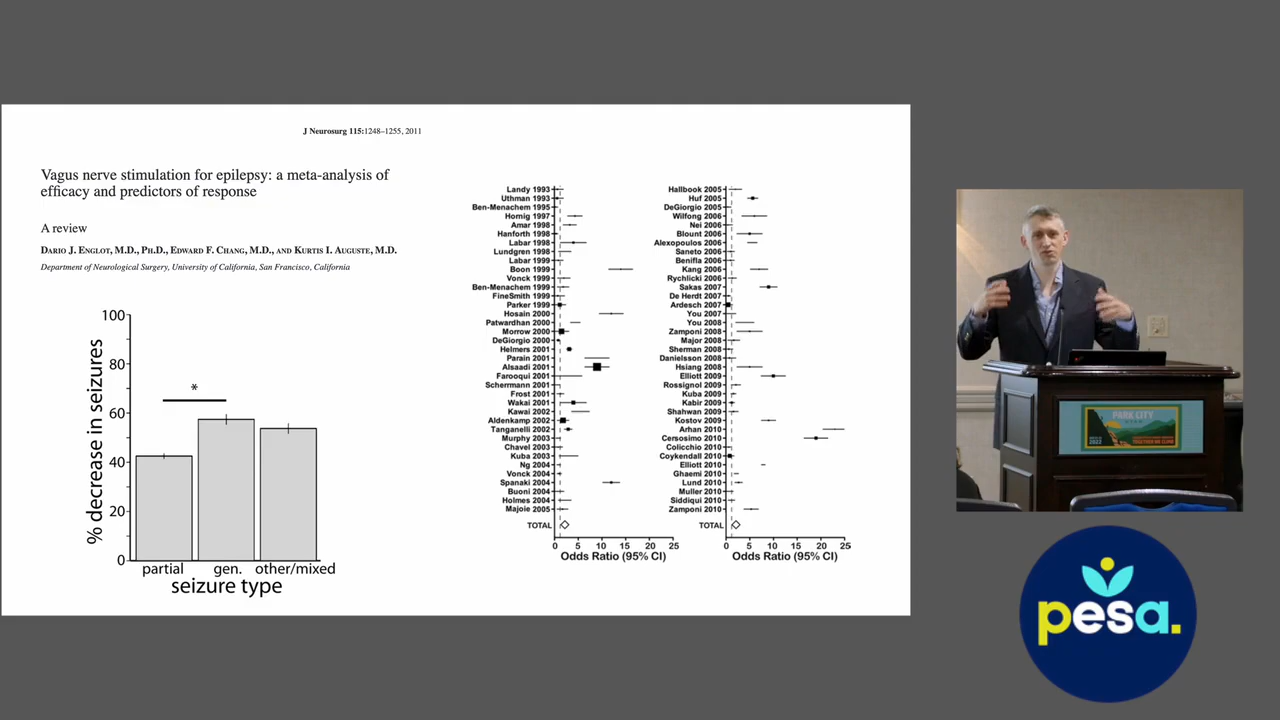 J Neurosurg 115:1248–1255, 2011
Vagus nerve stimulation for epilepsy: a meta-analysis of
efficacy and predictors of response
A review
Dario J. Englot, M.D., Ph.D., Edward F. Chang, M.D., and Kurtis I. Auguste, M.D.
Department of Neurological Surgery, University of California, San Francisco, California
% decrease in seizures
100
80
60
40
20
0
*
partial gen. other/mixed
seizure type
Landy 1993
Uthman 1993
Ben-Menachem 1995
Hornig 1997
Amar 1998
Hanforth 1998
Labar 1998
Lundgren 1998
Labar 1999
Boon 1999
Vonck 1999
Ben-Menachem 1999
FineSmith 1999
Parker 1999
Hosain 2000
Patwardhan 2000
Morrow 2000
DeGiorgio 2000
Helmers 2001
Parain 2001
Alsaadi 2001
Farooqui 2001
Schermann 2001
Frost 2001
Wakai 2001
Kawai 2002
Aldenkamp 2002
Tanganelli 2002
Murphy 2003
Chavel 2003
Kuba 2003
Ng 2004
Vonck 2004
Spanaki 2004
Buoni 2004
Holmes 2004
Majoie 2005
TOTAL
0 5 10 15 20 25
Odds Ratio (95% CI)
Hallbook 2005
Huf 2005
DeGiorgio 2005
Wilfong 2006
Nei 2006
Blount 2006
Alexopoulos 2006
Saneto 2006
Benifla 2006
Kang 2006
Rychlicki 2006
Sakas 2007
De Herdt 2007
Ardesch 2007
You 2007
You 2008
Zamponi 2008
Major 2008
Sherman 2008
Danielsson 2008
Hsiang 2008
Elliott 2009
Rossignol 2009
Kuba 2009
Kabir 2009
Shahwan 2009
Kostov 2009
Arhan 2010
Cersosimo 2010
Colicchio 2010
Coykendall 2010
Elliott 2010
Ghaemi 2010
Lund 2010
Muller 2010
Siddiqui 2010
Zamponi 2010
TOTAL
0 5 10 15 20 25
Odds Ratio (95% CI)
PARK CITY
2022
pesa.